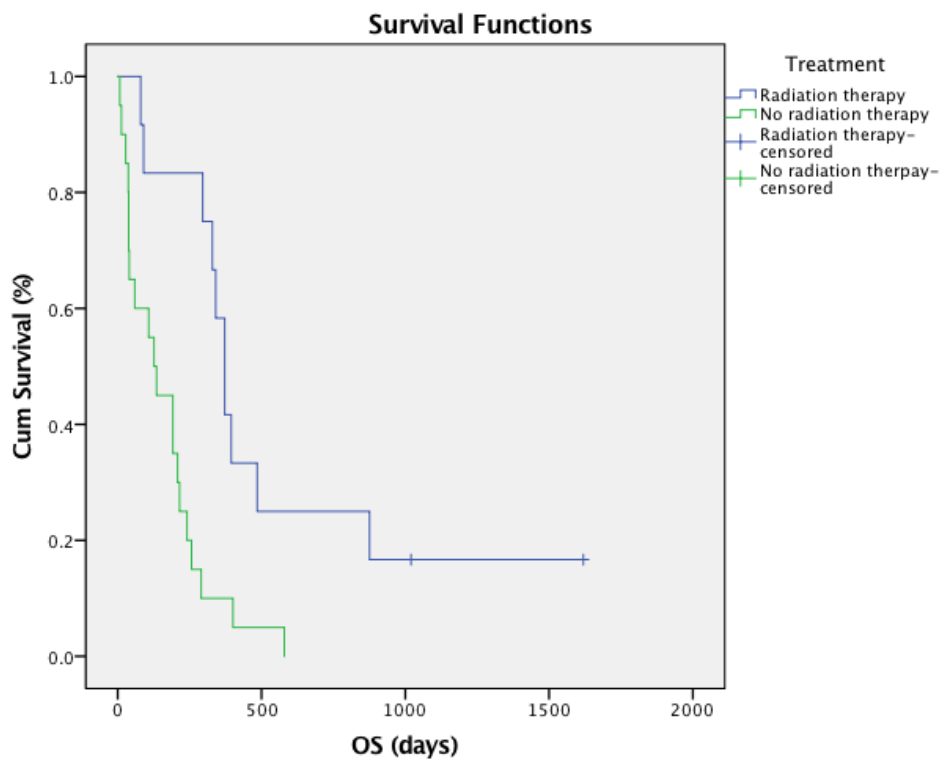 Survival Functions
Cum Survival (%)
1.0
0.8
0.6
0.4
0.2
0.0
0
500
1000
1500
2000
OS (days)
Treatment
Radiation therapy
No radiation therapy
Radiation therapy-
censored
No radiation therpay-
censored